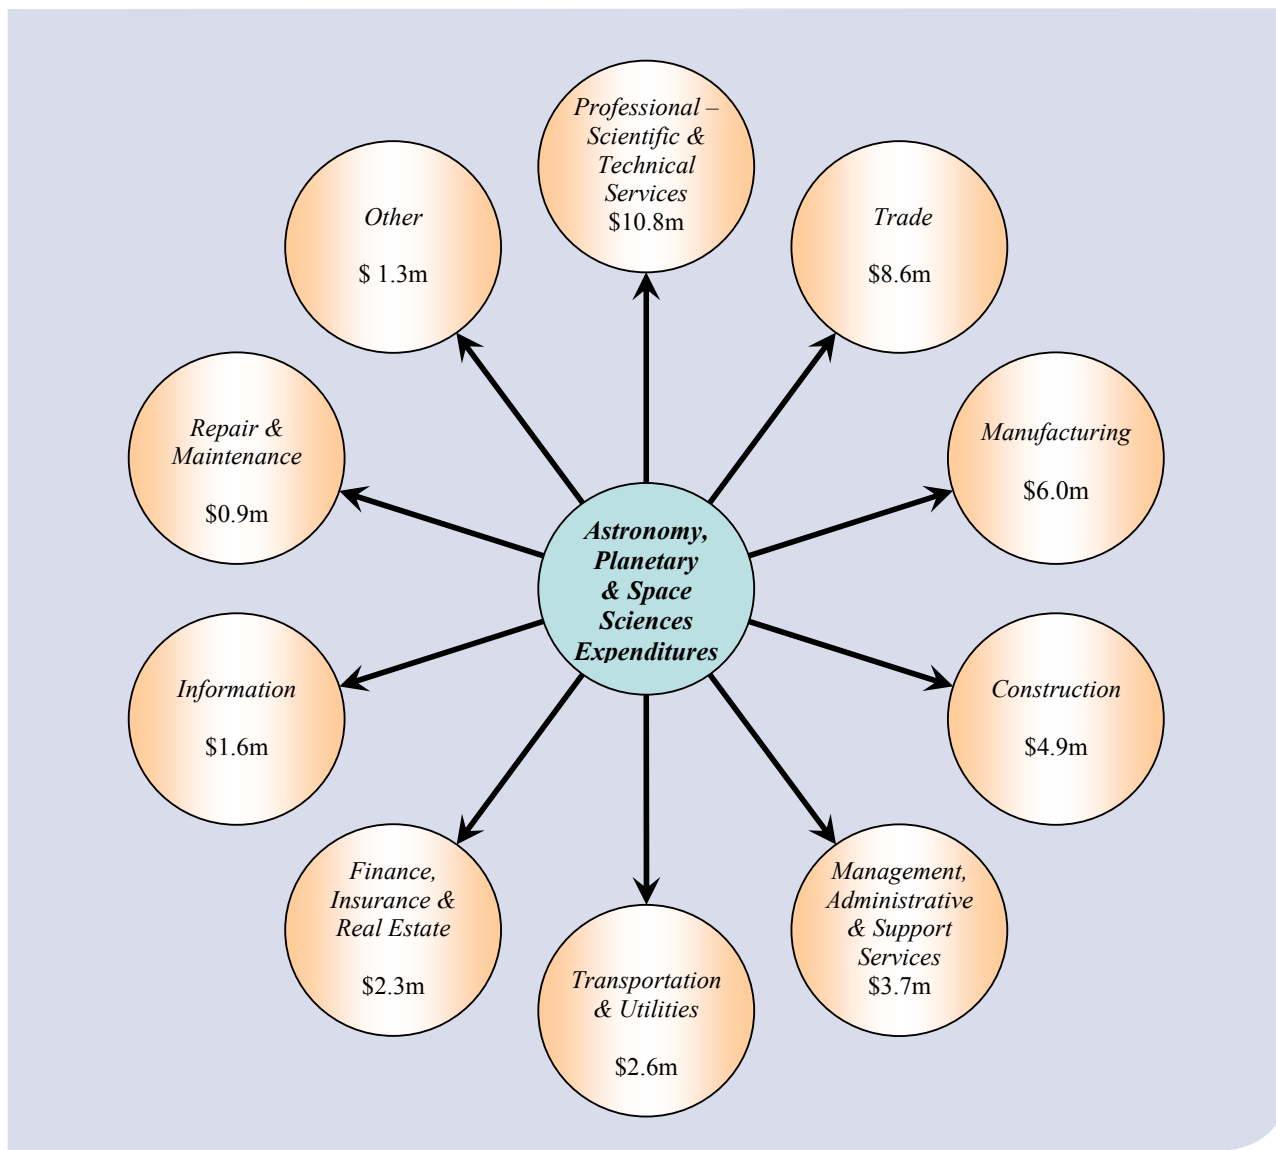 Professional –
Scientific &
Technical
Services
$10.8m
Other
$ 1.3m
Trade
$8.6m
Repair &
Maintenance
$0.9m
Manufacturing
$6.0m
Astronomy,
Planetary
& Space
Sciences
Expenditures
Information
$1.6m
Construction
$4.9m
Finance,
Insurance &
Real Estate
$2.3m
Management,
Administrative
& Support
Services
$3.7m
Transportation
& Utilities
$2.6m